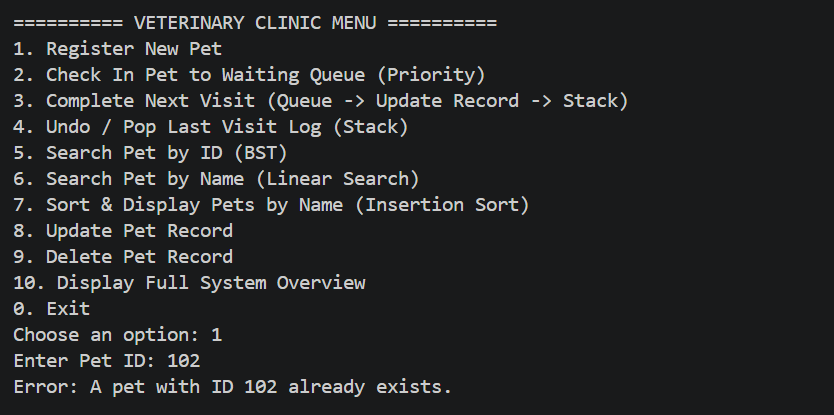 ========== VETERINARY CLINIC MENU ==========
1. Register New Pet
2. Check In Pet to Waiting Queue (Priority)
3. Complete Next Visit (Queue -> Update Record -> Stack)
4. Undo / Pop Last Visit Log (Stack)
5. Search Pet by ID (BST)
6. Search Pet by Name (Linear Search)
7. Sort & Display Pets by Name (Insertion Sort)
8. Update Pet Record
9. Delete Pet Record
10. Display Full System Overview
0. Exit
Choose an option: 1
Enter Pet ID: 102
Error: A pet with ID 102 already exists.